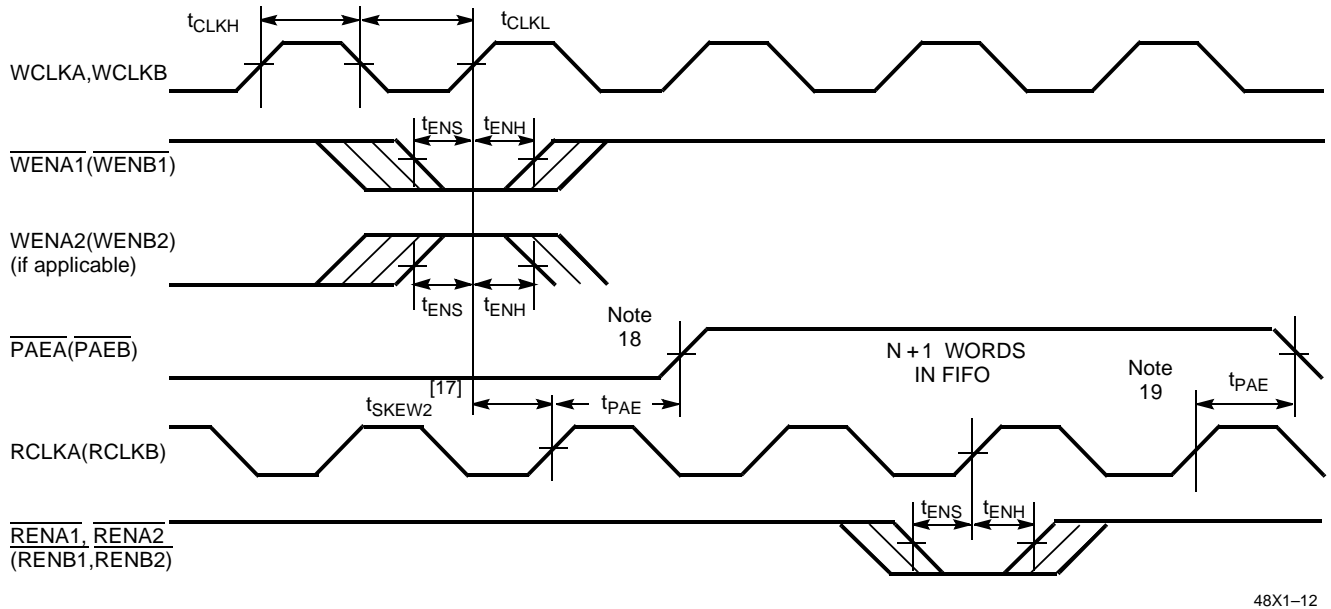 tCLKH
tCLKL
WCLKA,WCLKB
tENS
tENH
WENA1(WENB1)
WENA2(WENB2)
(if applicable)
tENS
tENH
Note
18
PAEA(PAEB)
N +1 WORDS
IN FIFO
Note
19
[17]
tSKEW2
tPAE
tPAE
RCLKA(RCLKB)
tENS
tENH
RENA1, RENA2
(RENB1,RENB2)
48X1–12